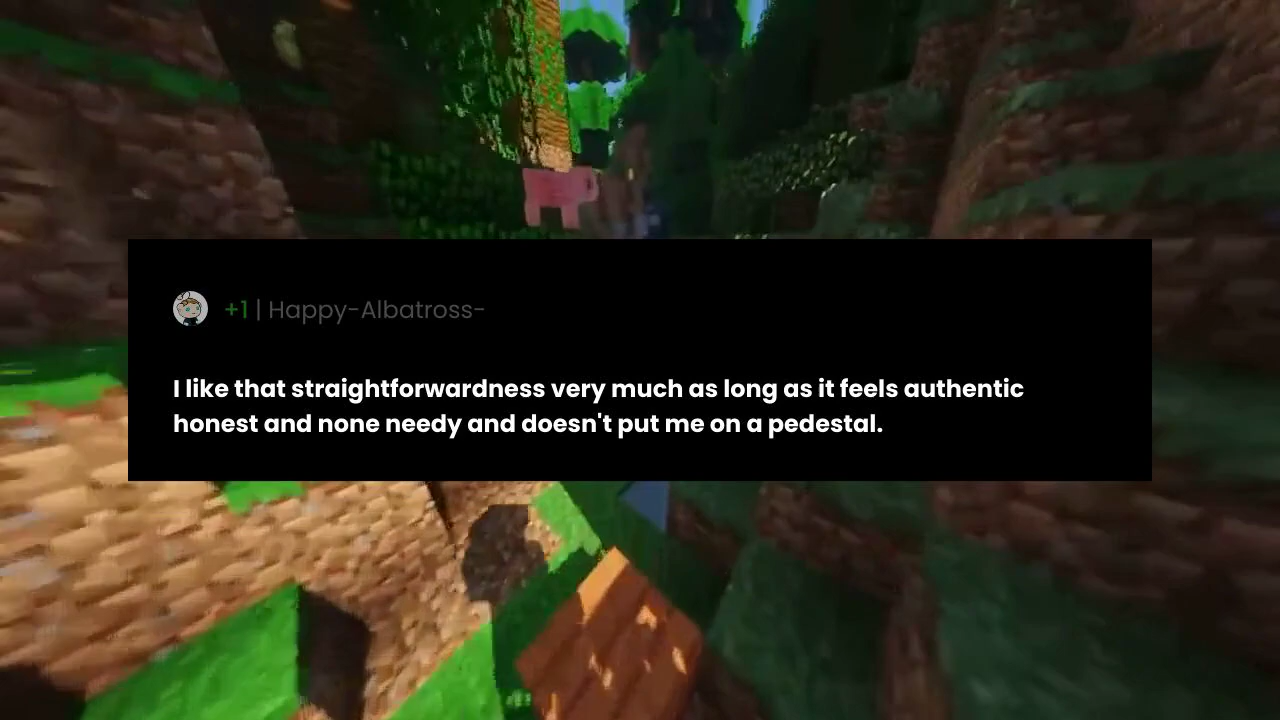 +1 | Happy-Albatross-
I like that straightforwardness very much as long as it feels authentic
honest and none needy and doesn't put me on a pedestal.